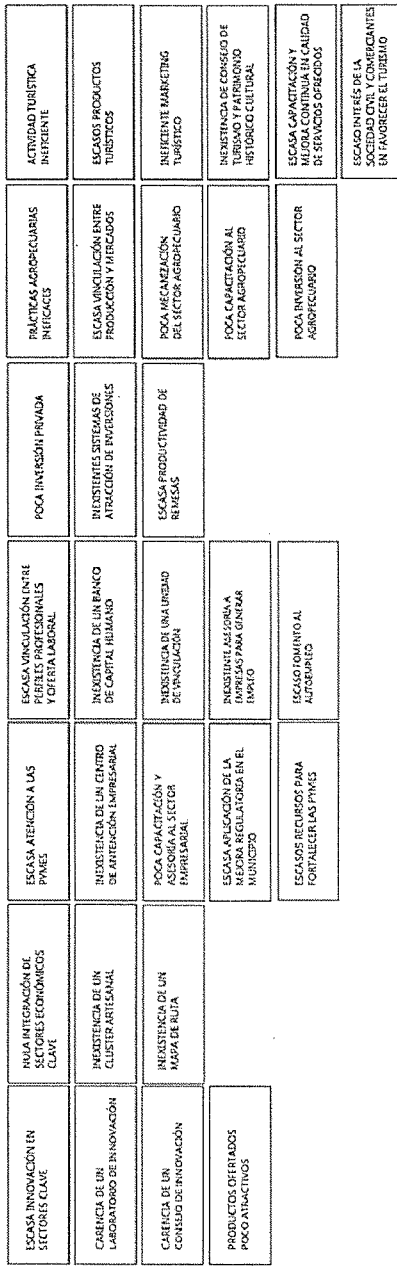 ESCASA INNOVACIÓN EN
SECTORES CLAVE
CARENCIA DE UN
LABORATORIO DE INNOVACIÓN
CARENCIA DE UN
CONSEJO DE INNOVACIÓN
PRODUCTOS OFERTADOS
POCO ATRACTIVOS
NULA INTEGRACIÓN DE
SECTORES ECONÓMICOS
CLAVE
INEXISTENCIA DE UN
CLUSTER ARTESANAL
INEXISTENCIA DE UN
MAPA DE RUTA
ESCASA ATENCIÓN A LAS
PYMES
INEXISTENCIA DE UN CENTRO
DE ANTENCIÓN EMPRESARIAL
POCA CAPACITACIÓN Y
ASESORÍA AL SECTOR
EMPRESARIAL
ESCASA APLICACIÓN DE LA
MEJORA REGULATORIA EN EL
MUNICIPIO
ESCASOS RECURSOS PARA
FORTALECER LAS PYMES
ESCASA VINCULACIÓN ENTRE
PERFILES PROFESIONALES
Y OFERTA LABORAL
INEXISTENCIA DE UN BANCO
DE CAPITAL HUMANO
INEXISTENCIA DE UNA UNIDAD
DE VINCULACIÓN
INEXISTENTE ASESORÍA A
EMPRESAS PARA GENERAR
EMPLEO
ESCASO FOMENTO AL
AUTOEMPLEO
POCA INVERSIÓN PRIVADA
INEXISTENTES SISTEMAS DE
ATRACCIÓN DE INVERSIONES
ESCASA PRODUCTIVIDAD DE
REMESAS
PRÁCTICAS AGROPECUARIAS
INEFICACES
ESCASA VINCULACIÓN ENTRE
PRODUCCIÓN Y MERCADOS
POCA MECANIZACIÓN
DEL SECTOR AGROPECUARIO
POCA CAPACITACIÓN AL
SECTOR AGROPECUARIO
POCA INVERSIÓN AL SECTOR
AGROPECUARIO
ACTIVIDAD TURÍSTICA
INEFICIENTE
ESCASOS PRODUCTOS
TURÍSTICOS
INEFICIENTE MARKETING
TURÍSTICO
INEXISTENCIA DE CONSEJO DE
TURISMO Y PATRIMONIO
HISTÓRICO CULTURAL
ESCASA CAPACITACIÓN Y
MEJORA CONTINUA EN CALIDAD
DE SERVICIOS OFRECIDOS
ESCASO INTERÉS DE LA
SOCIEDAD CIVIL Y COMERCIANTES
EN FAVORECER EL TURISMO